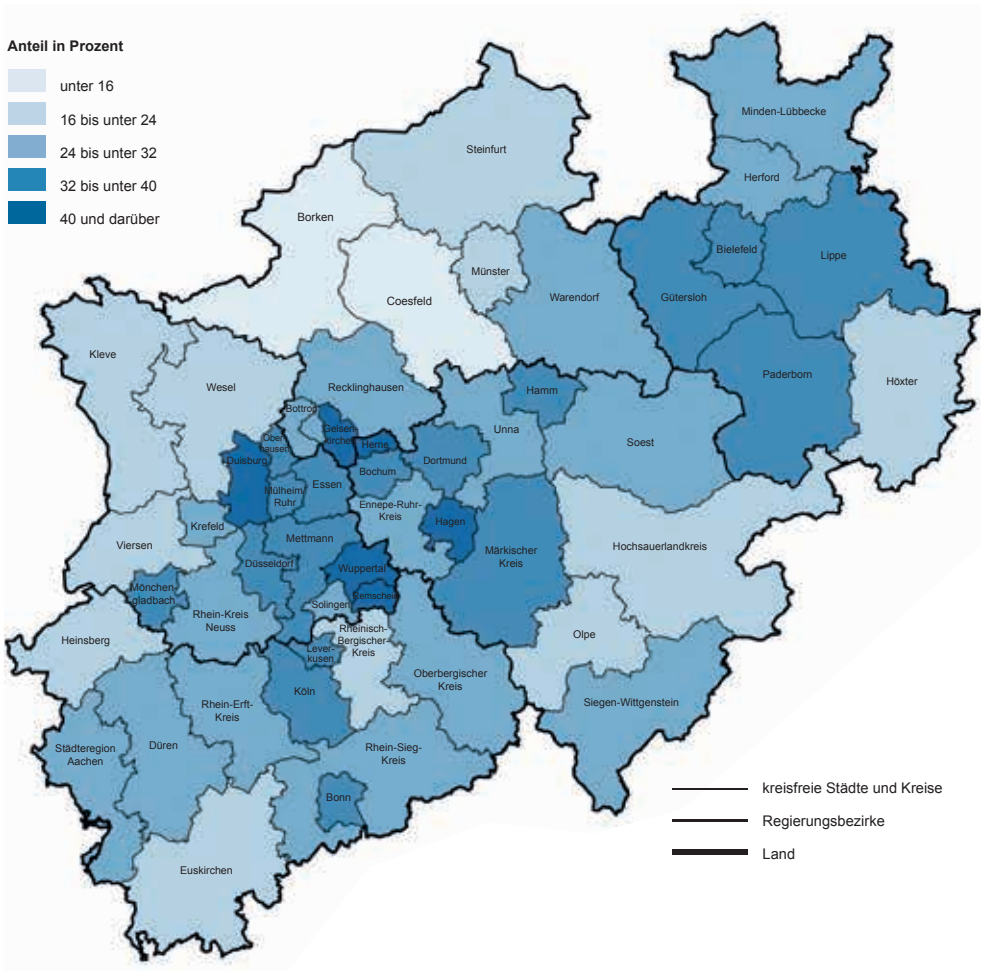 Anteil in Prozent
unter 16
16 bis unter 24
24 bis unter 32
32 bis unter 40
40 und darüber
Minden-Lübbecke
Steinfurt
Herford
Borken
Bielefeld
Lippe
Münster
Coesfeld
Warendorf
Gütersloh
Kleve
Wesel
Recklinghausen
Hamm
Paderborn
Höxter
Bottrop
Gelsen-
kirchen
Unna
Soest
Ober-
hausen
Herne
Duisburg
Bochum
Dortmund
Essen
Mülheim
Ruhr
Ennepe-Ruhr-
Kreis
Krefeld
Hagen
Viersen
Mettmann
Märkischer
Kreis
Hochsauerlandkreis
Düsseldorf
Wuppertal
Mönchen-
gladbach
Remscheid
Solingen
Rhein-Kreis
Neuss
Heinsberg
Rheinisch-
Bergischer-
Kreis
Olpe
Lever-
kusen
Oberbergischer
Kreis
Köln
Rhein-Erft-
Kreis
Siegen-Wittgenstein
Städteregion
Aachen
Düren
Rhein-Sieg-
Kreis
Bonn
Euskirchen
kreisfreie Städte und Kreise
Regierungsbezirke
Land